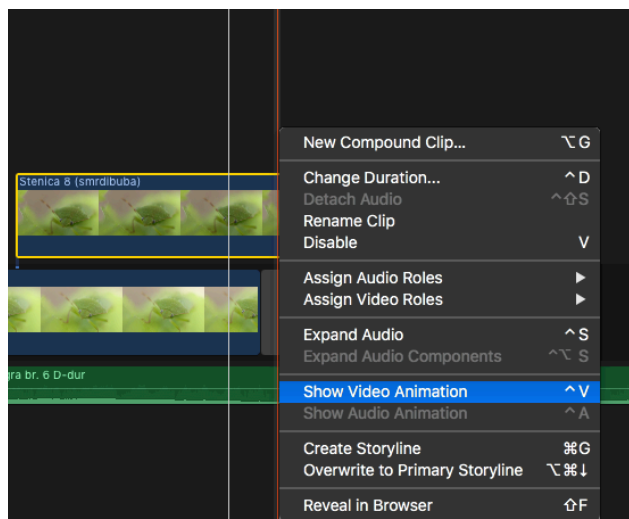 Stenica 8 (smrdibuba)
gra br. 6 D-dur
New Compound Clip... ⌥ G
Change Duration... ^ D
Detach Audio ^⇧S
Rename Clip
Disable V
Assign Audio Roles ▶
Assign Video Roles ▶
Expand Audio ^ S
Expand Audio Components ^⌥ S
Show Video Animation ^ V
Show Audio Animation ^ A
Create Storyline ⌘G
Overwrite to Primary Storyline ⌥⌘↓
Reveal in Browser ⇧F